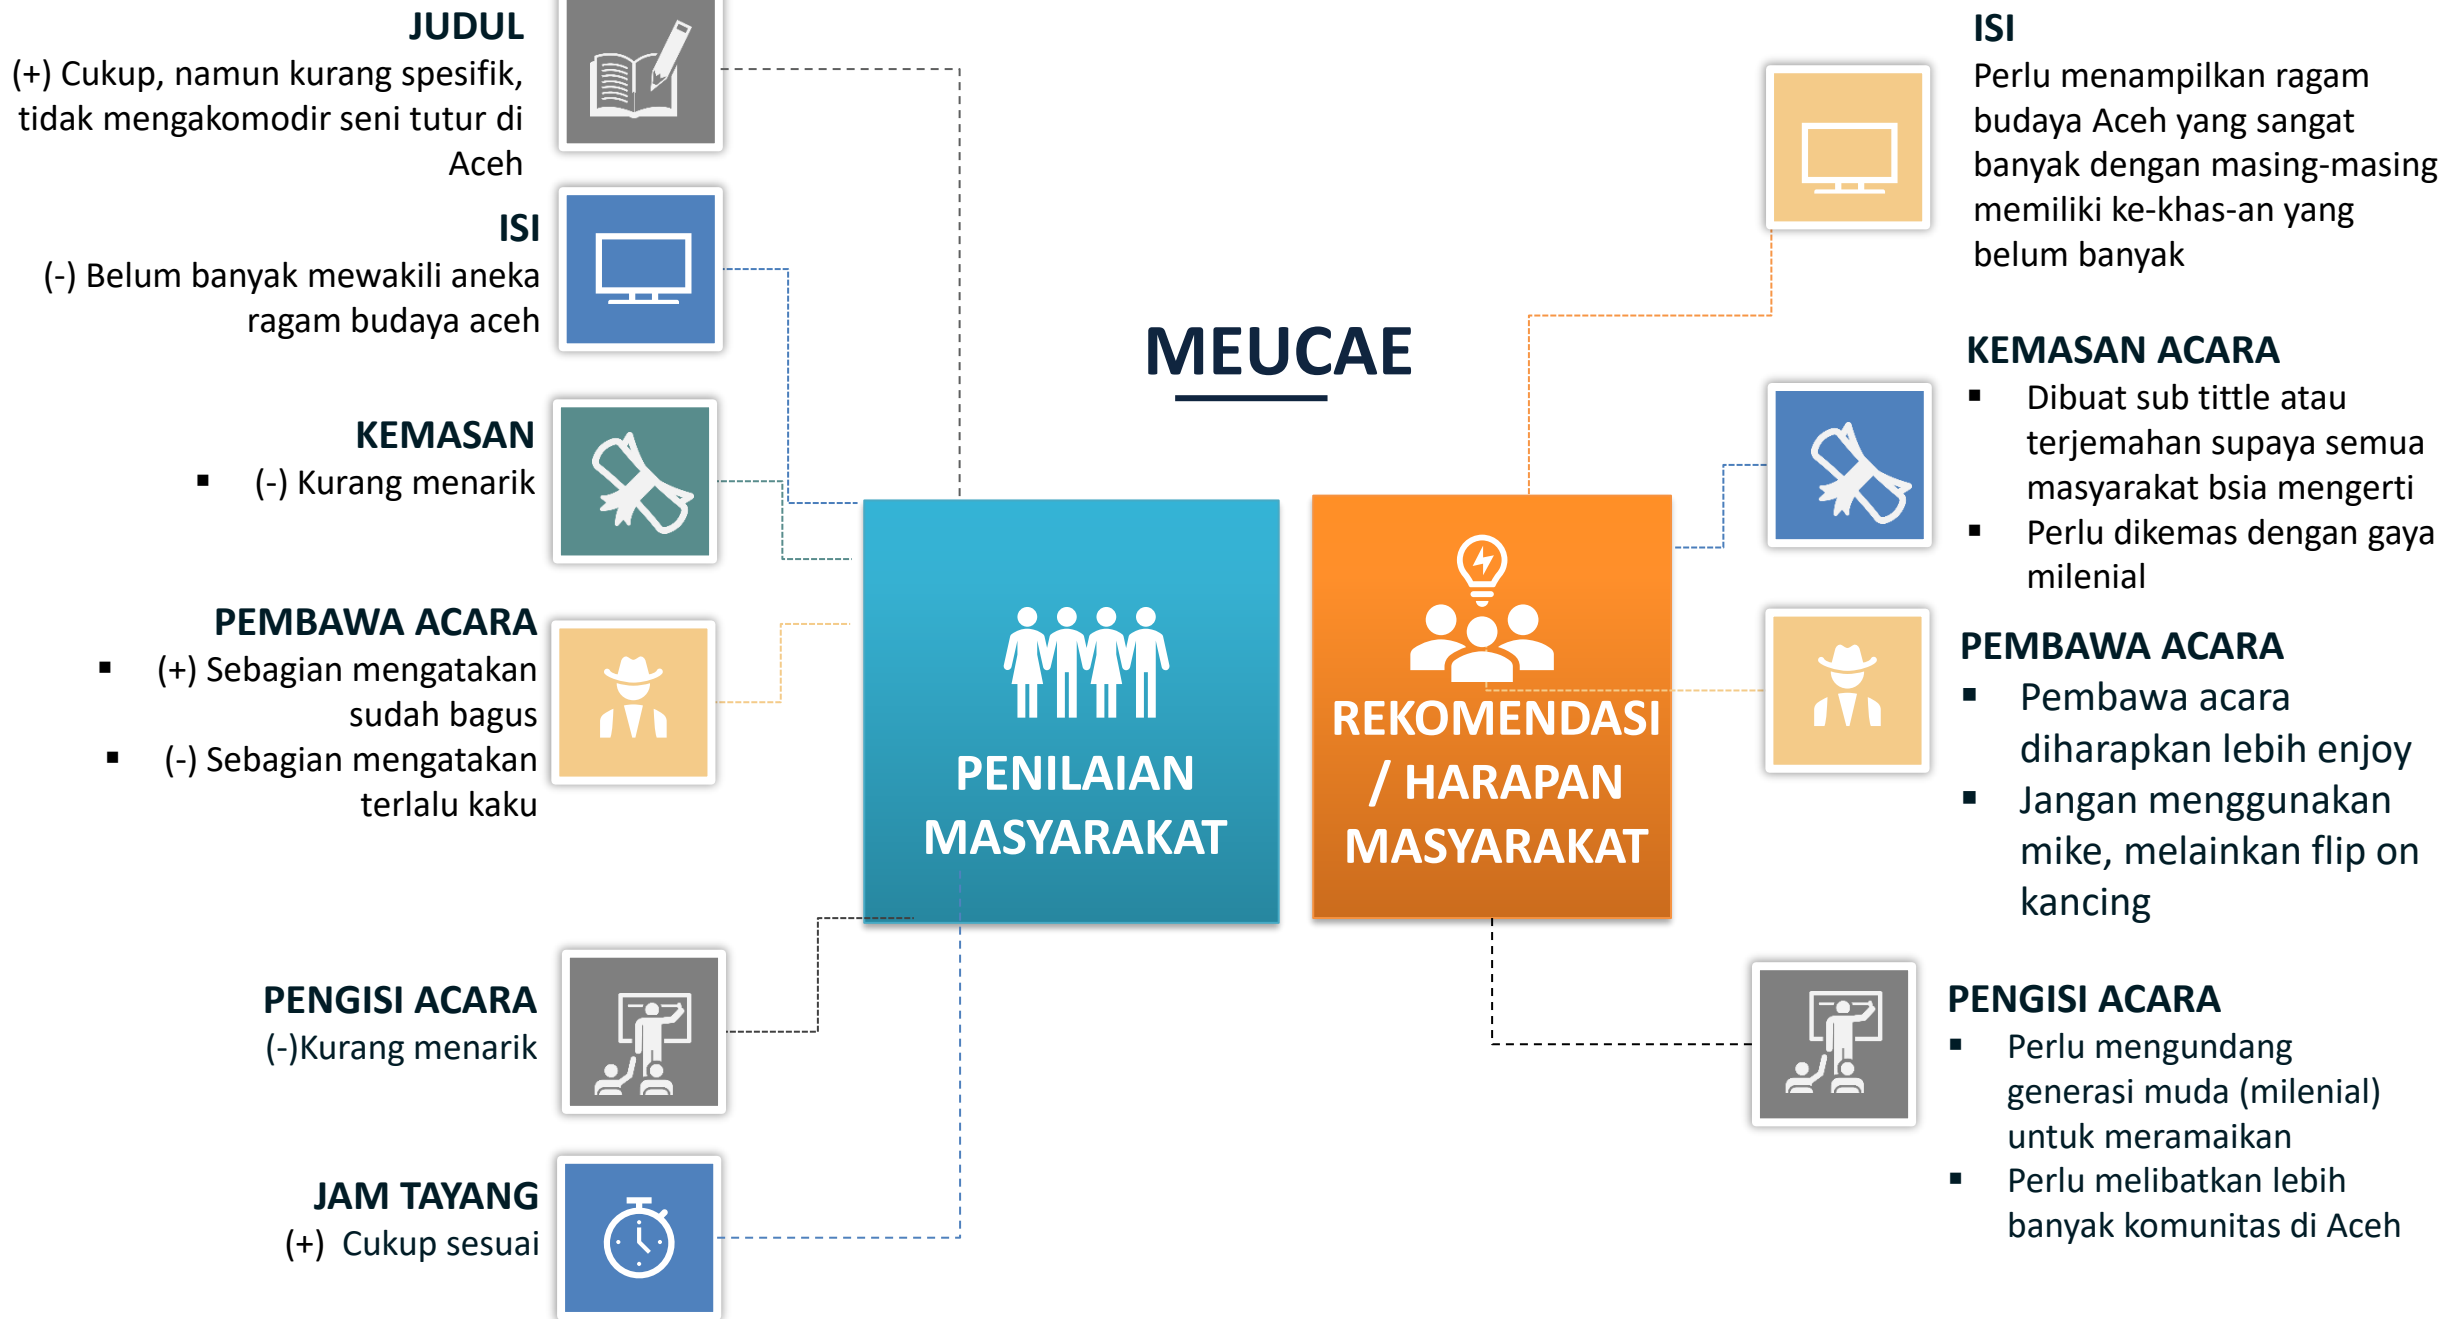 JUDUL
(+) Cukup, namun kurang spesifik,
tidak mengakomodir seni tutur di
Aceh
ISI
(-) Belum banyak mewakili aneka
ragam budaya aceh
KEMASAN
▪ (-) Kurang menarik
PEMBAWA ACARA
▪ (+) Sebagian mengatakan
sudah bagus
▪ (-) Sebagian mengatakan
terlalu kaku
PENGISI ACARA
(-)Kurang menarik
JAM TAYANG
(+) Cukup sesuai
MEUCAE
PENILAIAN
MASYARAKAT
REKOMENDASI
/ HARAPAN
MASYARAKAT
ISI
Perlu menampilkan ragam
budaya Aceh yang sangat
banyak dengan masing-masing
memiliki ke-khas-an yang
belum banyak
KEMASAN ACARA
▪ Dibuat sub tittle atau
terjemahan supaya semua
masyarakat bsia mengerti
▪ Perlu dikemas dengan gaya
milenial
PEMBAWA ACARA
▪ Pembawa acara
diharapkan lebih enjoy
▪ Jangan menggunakan
mike, melainkan flip on
kancing
PENGISI ACARA
▪ Perlu mengundang
generasi muda (milenial)
untuk meramaikan
▪ Perlu melibatkan lebih
banyak komunitas di Aceh